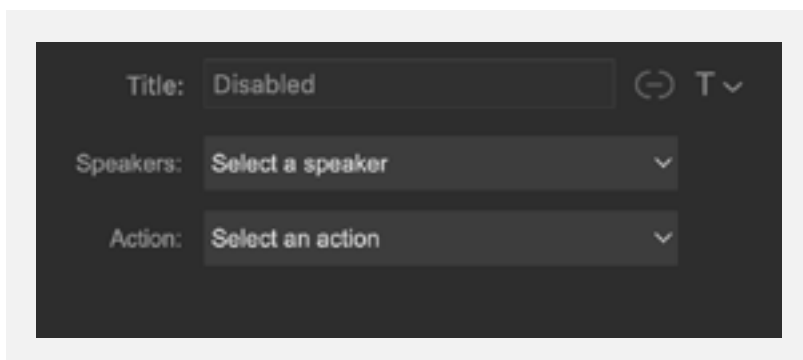 Title: Disabled T
Speakers: Select a speaker
Action: Select an action